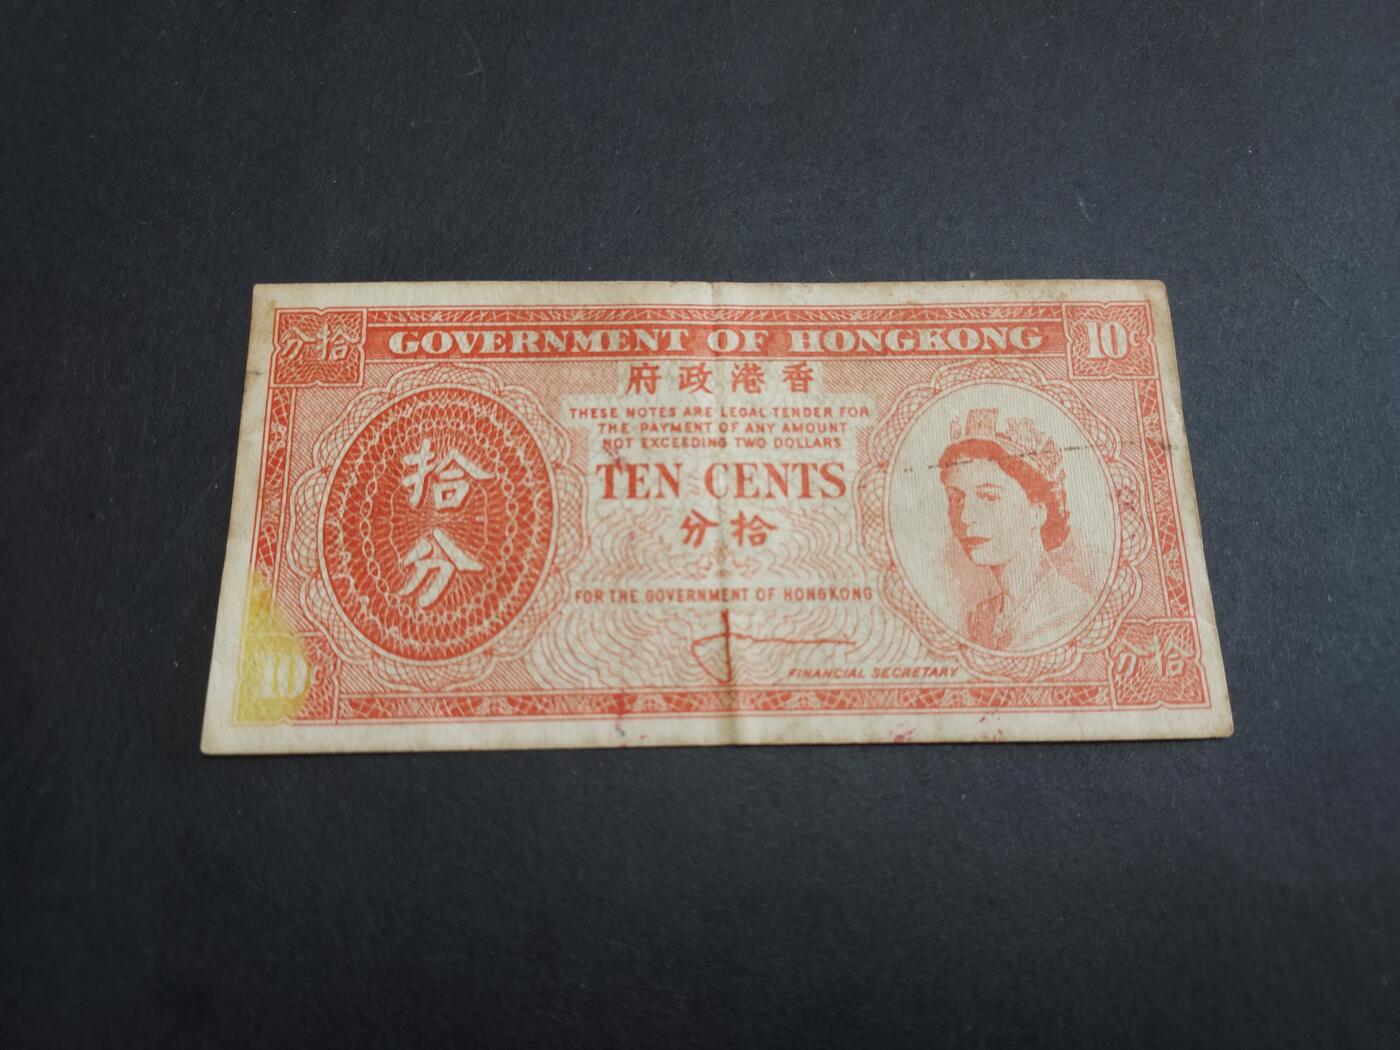 分拾
GOVERNMENT OF HONGKONG
10c
府政港香
THESE NOTES ARE LEGAL TENDER FOR
THE PAYMENT OF ANY AMOUNT
NOT EXCEEDING TWO DOLLARS
拾
分
TEN CENTS
分拾
FOR THE GOVERNMENT OF HONGKONG
FINANCIAL SECRETARY
10
分拾